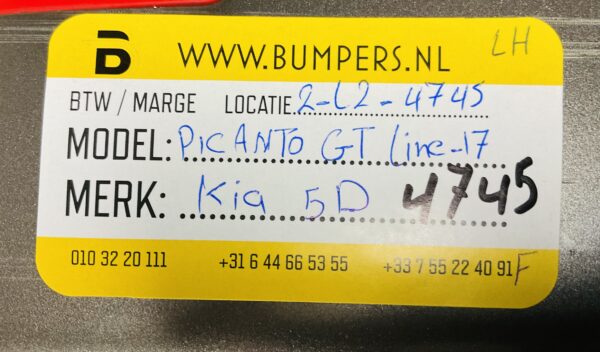 B WWW.BUMPERS.NL LH
BTW / MARGE LOCATIE 2-L2-4745
MODEL: PICANTO GT Line-17
MERK: Kia 5D 4745
010 32 20 111 +31 6 44 66 53 55 +33 7 55 22 40 91 F